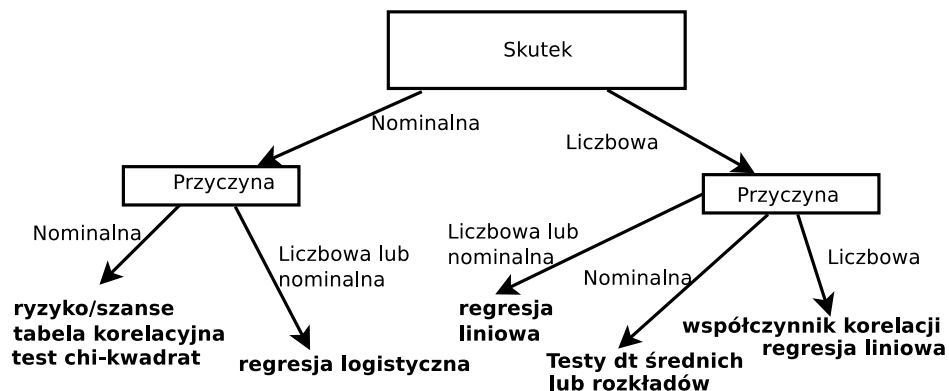 Skutek
Nominalna
Liczbowa
Przyczyna
Przyczyna
Nominalna
Liczbowa lub
nominalna
Liczbowa lub
nominalna
Nominalna
Liczbowa
ryzyko/szanse
tabela korelacyjna
test chi-kwadrat
regresja logistyczna
regresja
liniowa
Testy dt średnich
lub rozkładów
współczynnik korelacji
regresja liniowa